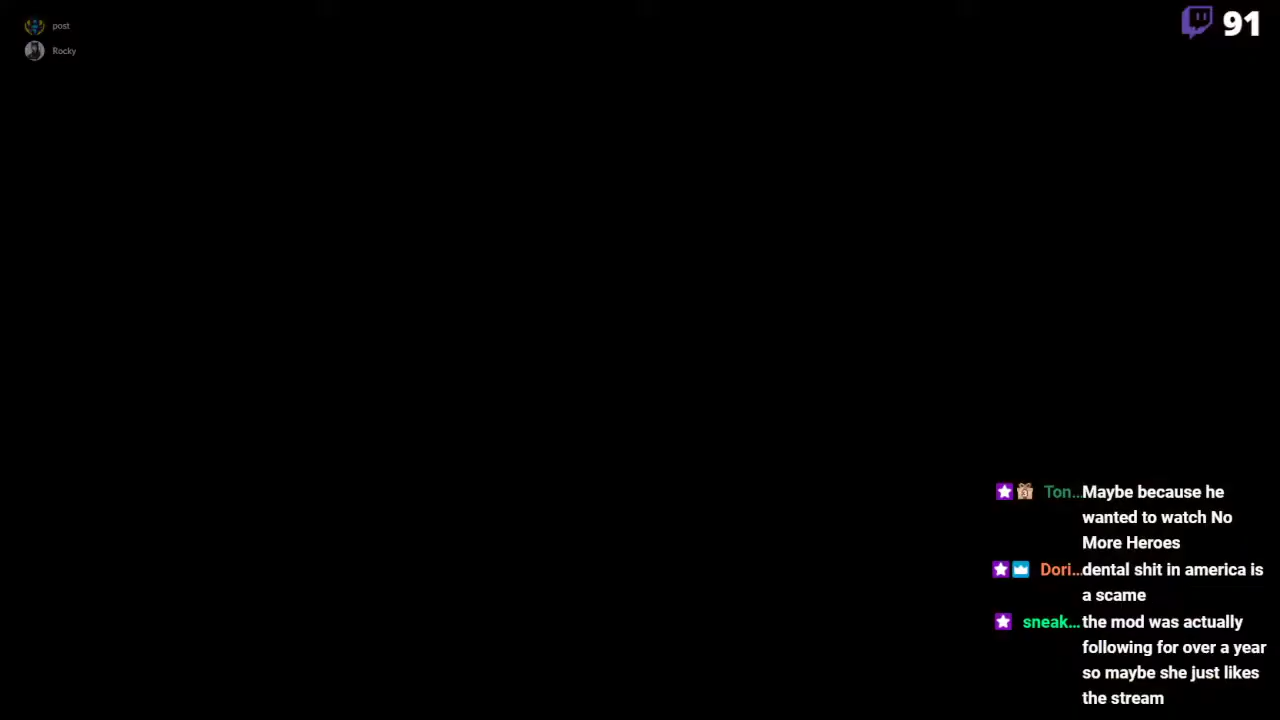 post
Rocky
91
Ton...Maybe because he
wanted to watch No
More Heroes
Dori...dental shit in america is
a scame
sneak...the mod was actually
following for over a year
so maybe she just likes
the stream